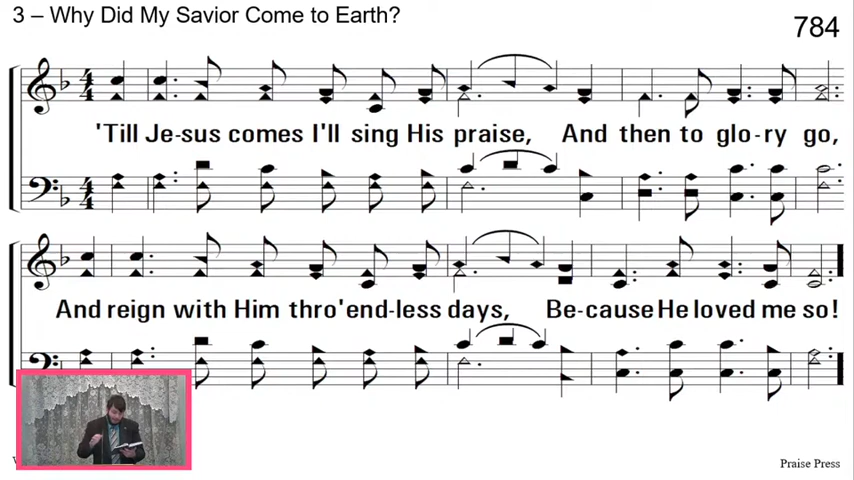 3 – Why Did My Savior Come to Earth?
784
'Till Je-sus comes I'll sing His praise, And then to glo-ry go,
And reign with Him thro' end-less days, Be-cause He loved me so!
Praise Press